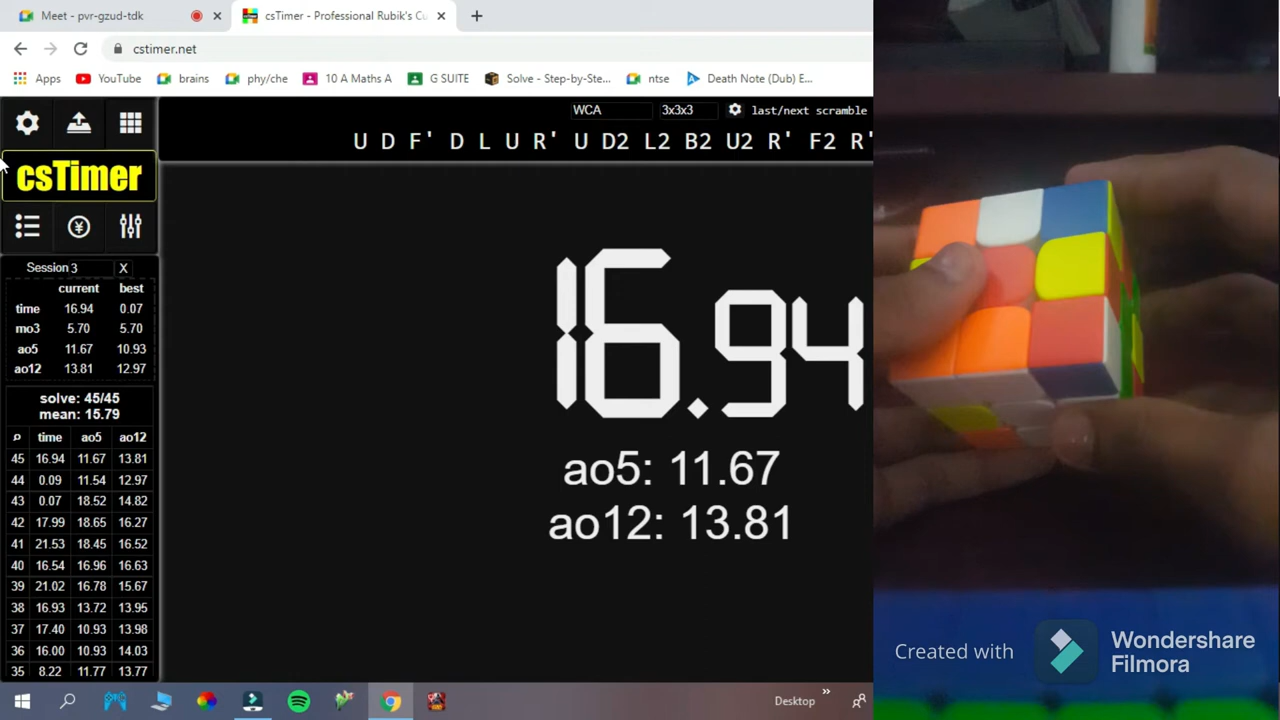 Meet - pvr-gzud-tdk
csTimer - Professional Rubik's Cu
cstimer.net
Apps YouTube brains phy/che 10 A Maths A G SUITE Solve - Step-by-Ste... ntse Death Note (Dub) E...
WCA 3x3x3 last/next scramble
U D F' D L U R' U D2 L2 B2 U2 R' F2 R'
csTimer
Session 3 X
current best
time 16.94 0.07
mo3 5.70 5.70
ao5 11.67 10.93
ao12 13.81 12.97
solve: 45/45
mean: 15.79
time ao5 ao12
45 16.94 11.67 13.81
44 0.09 11.54 12.97
43 0.07 18.52 14.82
42 17.99 18.65 16.27
41 21.53 18.45 16.52
40 16.54 16.96 16.63
39 21.02 16.78 15.67
38 16.93 13.72 13.95
37 17.40 10.93 13.98
36 16.00 10.93 14.03
35 8.22 11.77 13.77
16.94
ao5: 11.67
ao12: 13.81
Created with Wondershare
Filmora
Desktop